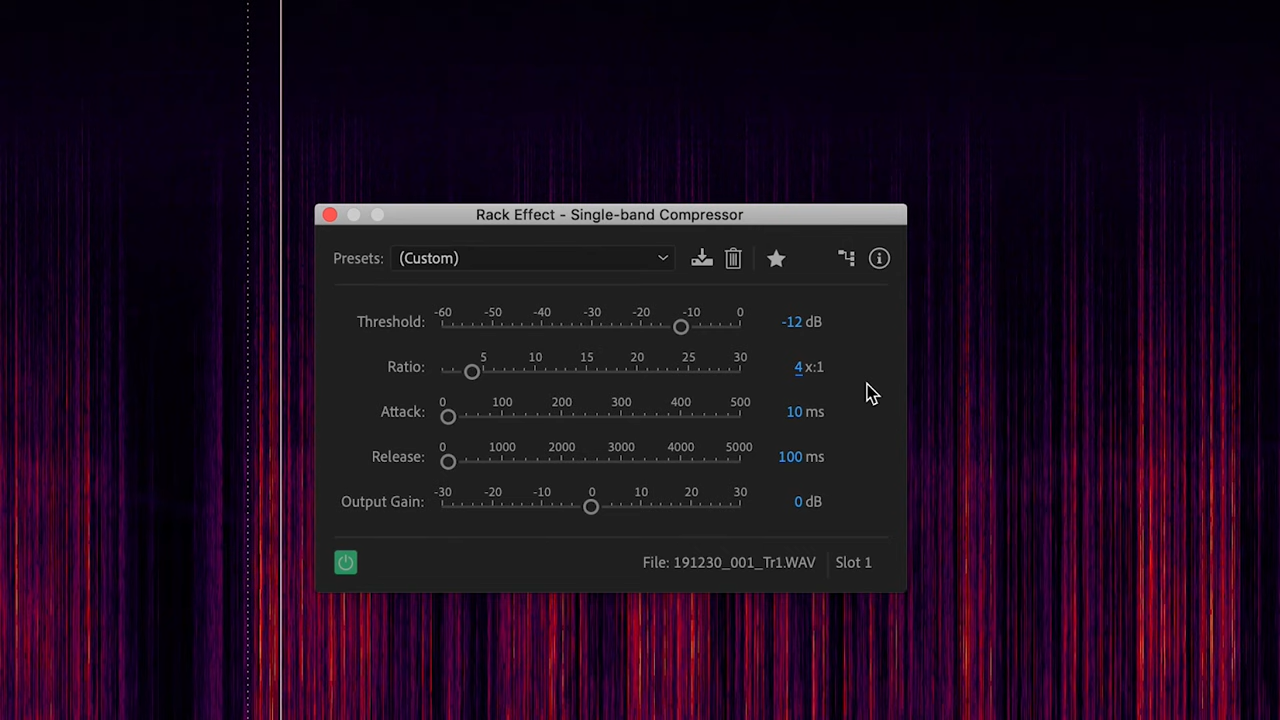 Rack Effect - Single-band Compressor
Presets: (Custom)
-60 -50 -40 -30 -20 -10 0
Threshold: -12 dB
5 10 15 20 25 30
Ratio: 4 x:1
0 100 200 300 400 500
Attack: 10 ms
0 1000 2000 3000 4000 5000
Release: 100 ms
-30 -20 -10 0 10 20 30
Output Gain: 0 dB
File: 191230_001_Tr1.WAV Slot 1